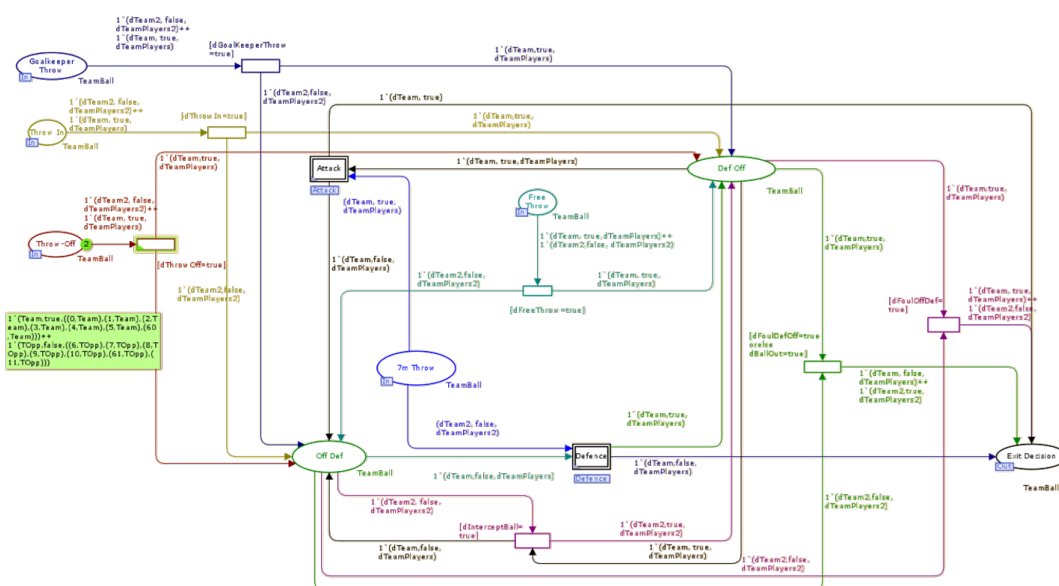 1`(dTeam2, false,
dTeamPlayers2)++
1`(dTeam, true,
dTeamPlayers)
[dGoalKeeperThrow
=true]
1`(dTeam,true,
dTeamPlayers)
Goalkeeper
Throw
In
TeamBall
1`(dTeam2,false,
dTeamPlayers2)
1`(dTeam, true)
1`(dTeam2, false,
dTeamPlayers2)++
1`(dTeam, true,
dTeamPlayers)
[dThrowIn=true]
1`(dTeam,true,
dTeamPlayers)
Throw In
In
TeamBall
1`(dTeam,true,
dTeamPlayers)
Attack
Attack
1`(dTeam, true,dTeamPlayers)
Def Off
TeamBall
1`(dTeam,true,
dTeamPlayers)
(dTeam, true,
dTeamPlayers)
Free
Throw
In
TeamBall
1`(dTeam2, false,
dTeamPlayers2)++
1`(dTeam, true,
dTeamPlayers)
Throw -Off
2
In
TeamBall
[dThrowOff=true]
1`(dTeam, true,dTeamPlayers)++
1`(dTeam2,false, dTeamPlayers2)
1`(dTeam,true,
dTeamPlayers)
1`(dTeam,false,
dTeamPlayers)
1`(dTeam2,false,
dTeamPlayers2)
1`(dTeam, true,
dTeamPlayers)
1`(dTeam2,false,
dTeamPlayers2)
[dFreeThrow =true]
[dFoulOffDef=
true]
1`(dTeam, true,
dTeamPlayers)++
1`(dTeam2,false,
dTeamPlayers2)
1`(Team,true,((0,Team),(1,Team),(2,T
eam),(3,Team),(4,Team),(5,Team),(60
,Team)))++
1`(TOpp,false,((6,TOpp),(7,TOpp),(8,T
Opp),(9,TOpp),(10,TOpp),(61,TOpp),(
11,TOpp)))
[dFoulDefOff=true
orelse
dBallOut=true]
7m Throw
In
TeamBall
1`(dTeam, false,
dTeamPlayers)++
1`(dTeam2,true,
dTeamPlayers2)
1`(dTeam2, false,
dTeamPlayers2)
1`(dTeam,true,
dTeamPlayers)
Off Def
TeamBall
Defence
Defence
1`(dTeam,false,dTeamPlayers)
1`(dTeam,false,
dTeamPlayers)
Exit Decision
Out
TeamBall
1`(dTeam2, false,
dTeamPlayers2)
1`(dTeam2,false,
dTeamPlayers2)
[dInterceptBall=
true]
1`(dTeam2,true,
dTeamPlayers2)
1`(dTeam,false,
dTeamPlayers)
1`(dTeam, true,
dTeamPlayers)
1`(dTeam2,false,
dTeamPlayers2)